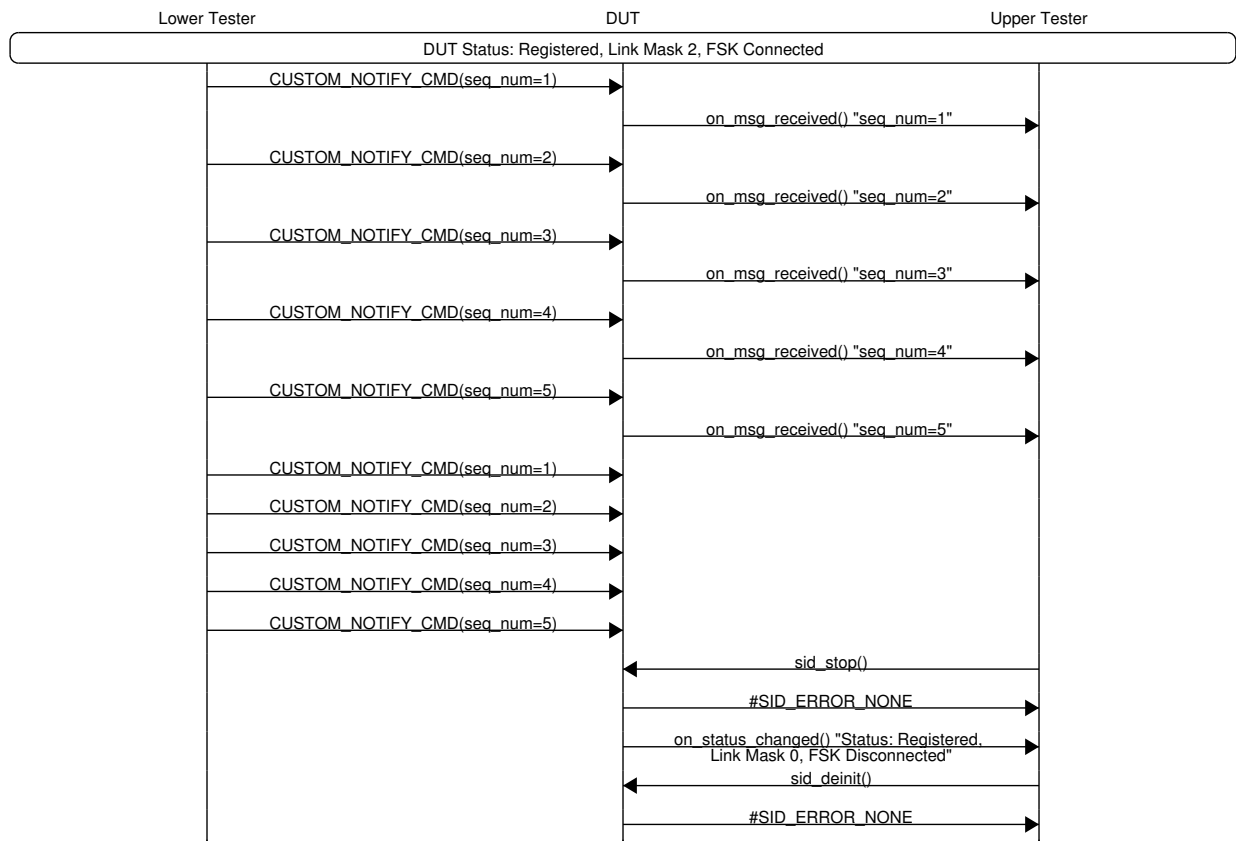 Lower Tester DUT Upper Tester
DUT Status: Registered, Link Mask 2, FSK Connected
CUSTOM_NOTIFY_CMD(seq_num=1)
on_msg_received() "seq_num=1"
CUSTOM_NOTIFY_CMD(seq_num=2)
on_msg_received() "seq_num=2"
CUSTOM_NOTIFY_CMD(seq_num=3)
on_msg_received() "seq_num=3"
CUSTOM_NOTIFY_CMD(seq_num=4)
on_msg_received() "seq_num=4"
CUSTOM_NOTIFY_CMD(seq_num=5)
on_msg_received() "seq_num=5"
CUSTOM_NOTIFY_CMD(seq_num=1)
CUSTOM_NOTIFY_CMD(seq_num=2)
CUSTOM_NOTIFY_CMD(seq_num=3)
CUSTOM_NOTIFY_CMD(seq_num=4)
CUSTOM_NOTIFY_CMD(seq_num=5)
sid_stop()
#SID_ERROR_NONE
on_status_changed() "Status: Registered,
Link Mask 0, FSK Disconnected"
sid_deinit()
#SID_ERROR_NONE